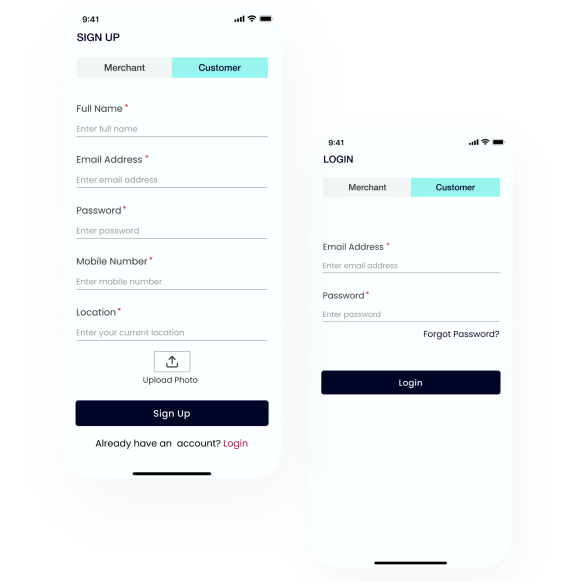 9:41
SIGN UP
Merchant Customer
Full Name *
Enter full name
Email Address *
Enter email address
Password *
Enter password
Mobile Number *
Enter mobile number
Location *
Enter your current location
Upload Photo
Sign Up
Already have an account? Login
9:41
LOGIN
Merchant Customer
Email Address *
Enter email address
Password *
Enter password
Forgot Password?
Login